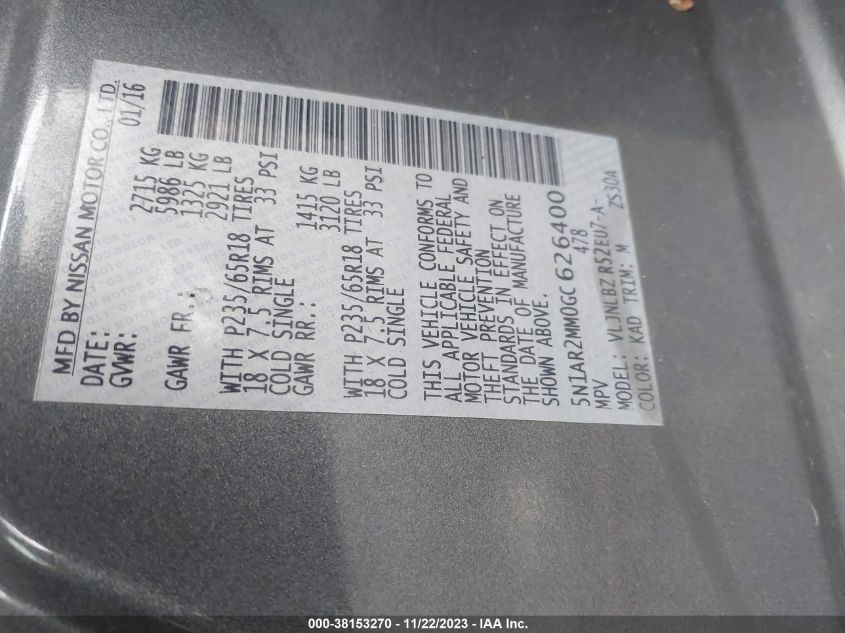 MFD BY NISSAN MOTOR CO., LTD.
DATE: 01/16
GVWR: 2715 KG
5986 LB
GAWR FR.: 1325 KG
2921 LB
WITH P235/65R18 TIRES
18 X 7.5 RIMS AT 33 PSI
COLD SINGLE
GAWR RR.: 1415 KG
3120 LB
WITH P235/65R18 TIRES
18 X 7.5 RIMS AT 33 PSI
COLD SINGLE
THIS VEHICLE CONFORMS TO
ALL APPLICABLE FEDERAL
MOTOR VEHICLE SAFETY AND
THEFT PREVENTION
STANDARDS IN EFFECT ON
THE DATE OF MANUFACTURE
SHOWN ABOVE.
5N1AR2MM0GC626400
MPV 478
MODEL: VLJNLBZ R52EU7-A-
COLOR: KAD TRIM: M ZS30A
000-38153270 - 11/22/2023 - IAA Inc.